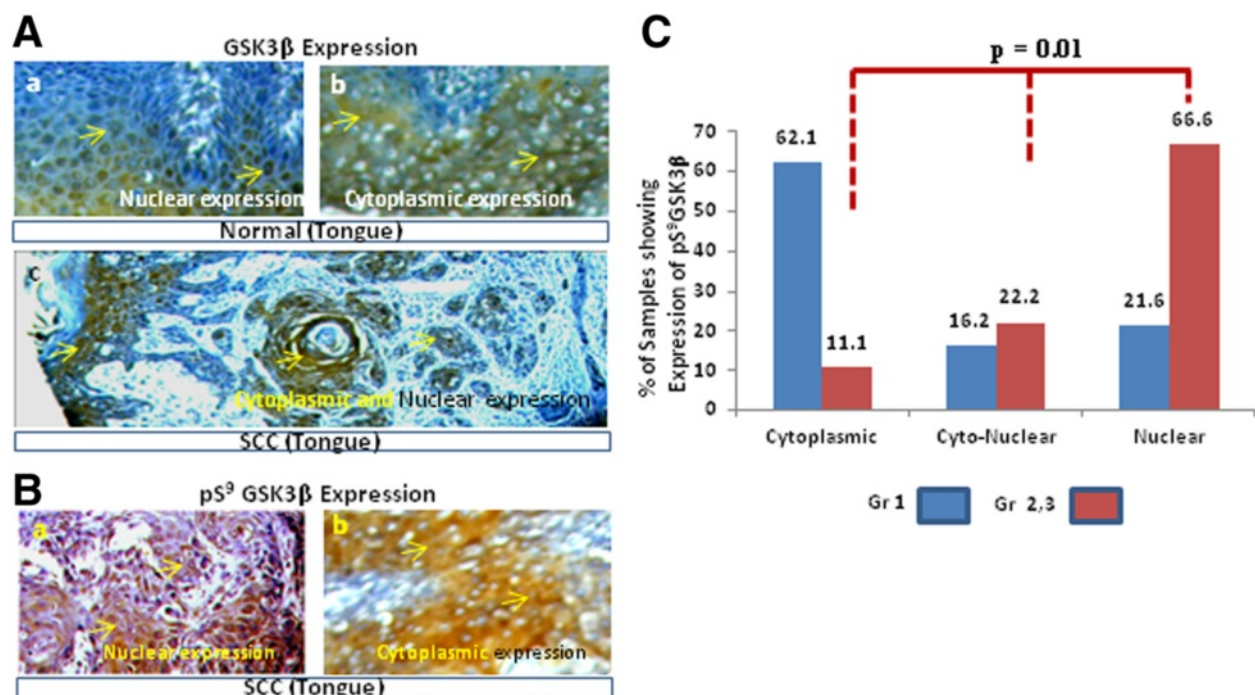 A
GSK3β Expression
a
Nuclear expression
b
Cytoplasmic expression
Normal (Tongue)
c
Cytoplasmic and Nuclear expression
SCC (Tongue)
B
pS⁹ GSK3β Expression
a
Nuclear expression
b
Cytoplasmic expression
SCC (Tongue)
C
p = 0.01
% of Samples showing
Expression of pS⁹GSK3β
70
60
50
40
30
20
10
0
62.1
11.1
16.2
22.2
21.6
66.6
Cytoplasmic
Cyto-Nuclear
Nuclear
Gr 1
Gr 2,3